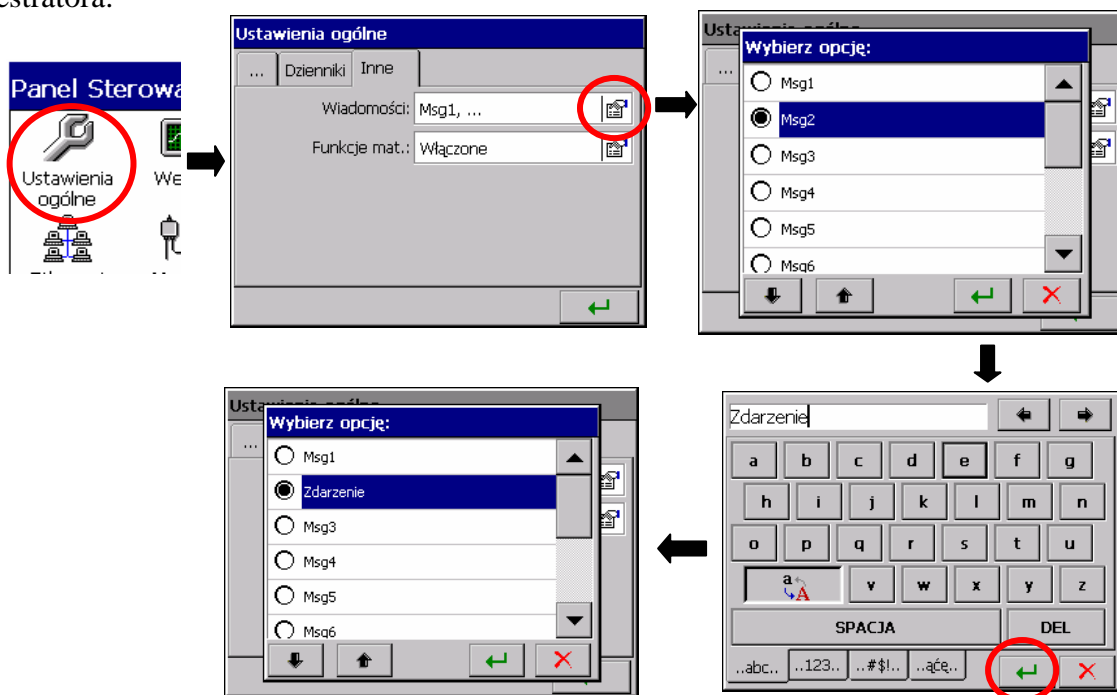 Panel Sterowa
Ustawienia
ogólne
We
Ustawienia ogólne
... Dzienniki Inne
Wiadomości: Msg1, ...
Funkcje mat.: Włączone
Wybierz opcję:
...
Msg1
Msg2
Msg3
Msg4
Msg5
Msg6
Zdarzenie
a b c d e f g
h i j k l m n
o p q r s t u
a A v w x y z
SPACJA DEL
..abc.. ..123.. ..#$!.. ..ąćę..
Wybierz opcję:
...
Msg1
Zdarzenie
Msg3
Msg4
Msg5
Msg6